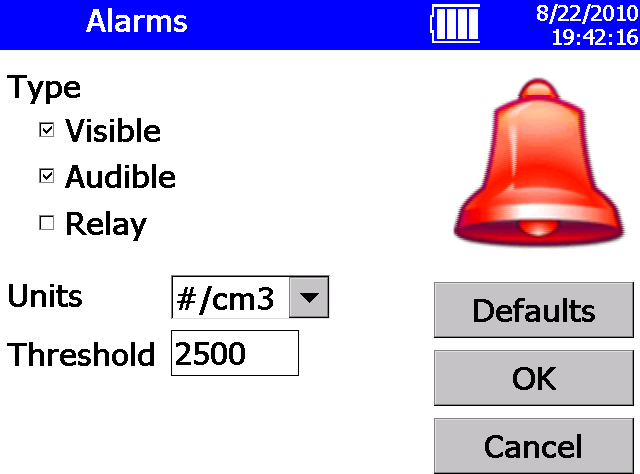 Alarms
8/22/2010
19:42:16
Type
Visible
Audible
Relay
Units #/cm3
Threshold 2500
Defaults
OK
Cancel